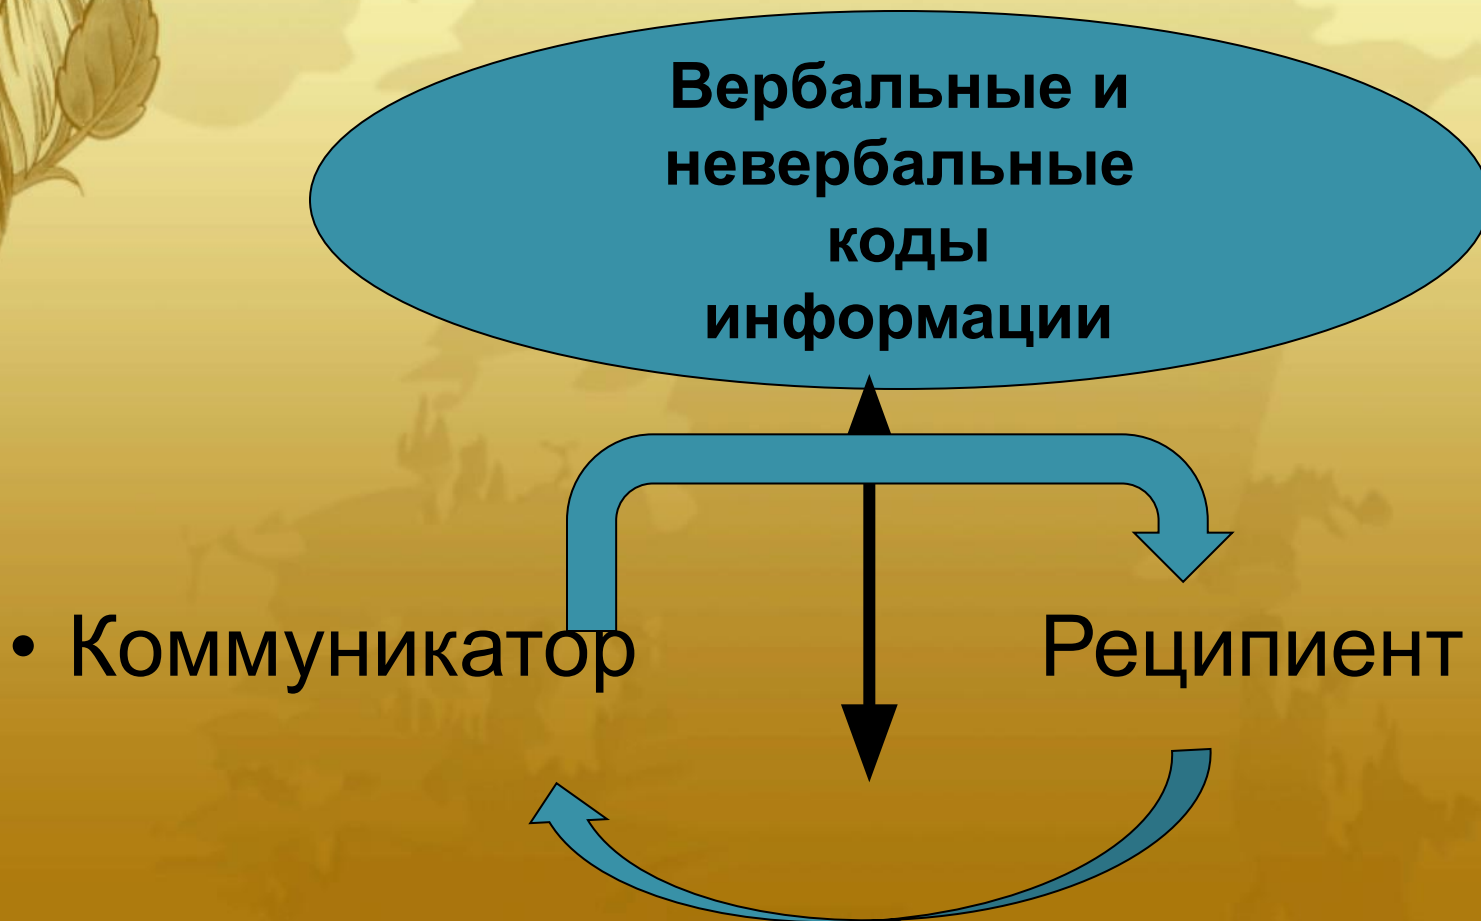 Вербальные и
невербальные
коды
информации
• Коммуникатор Реципиент